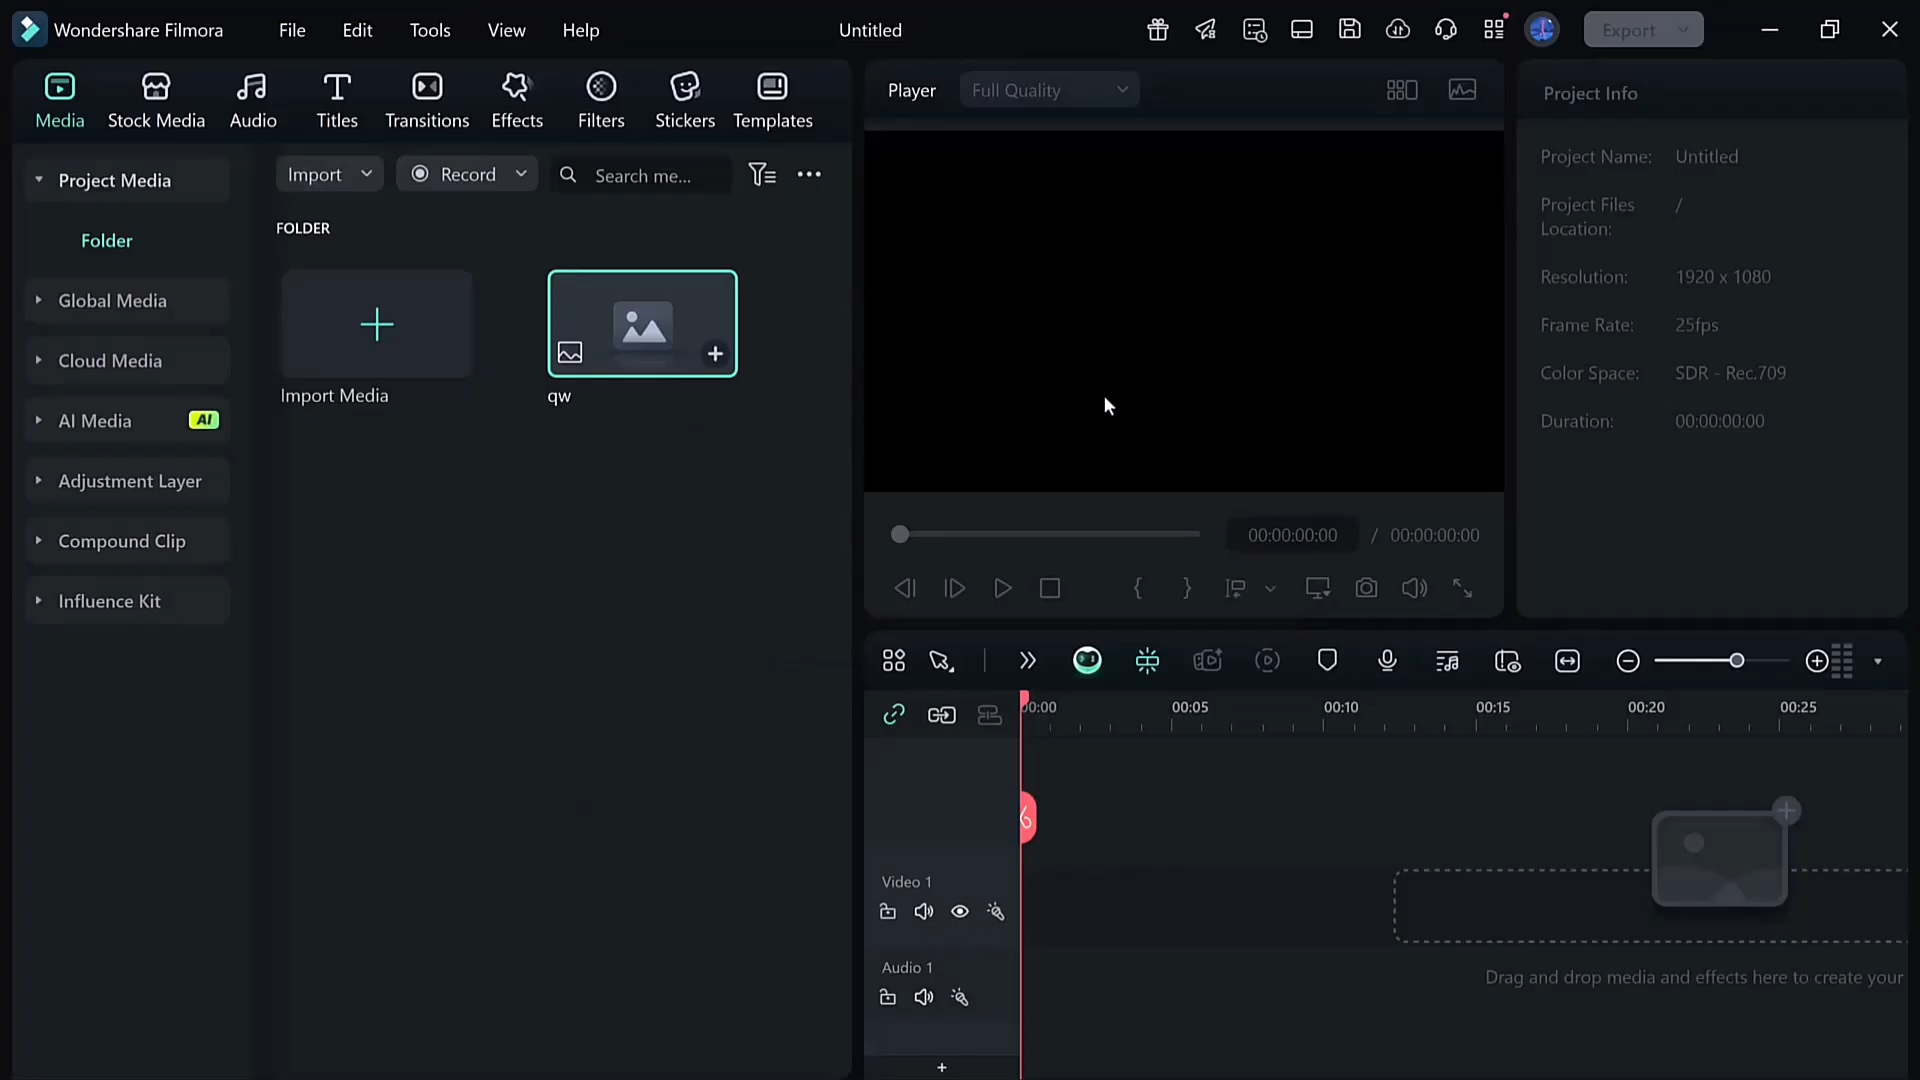 Wondershare Filmora
File
Edit
Tools
View
Help
Untitled
Export
Media
Stock Media
Audio
Titles
Transitions
Effects
Filters
Stickers
Templates
Player
Full Quality
Project Info
Project Media
Folder
Global Media
Cloud Media
AI Media
AI
Adjustment Layer
Compound Clip
Influence Kit
Import
Record
Search me...
FOLDER
Import Media
qw
Project Name: Untitled
Project Files
Location:
/
Resolution: 1920 x 1080
Frame Rate: 25fps
Color Space: SDR - Rec.709
Duration: 00:00:00:00
00:00:00:00 / 00:00:00:00
00:00
00:05
00:10
00:15
00:20
00:25
Video 1
Audio 1
Drag and drop media and effects here to create your